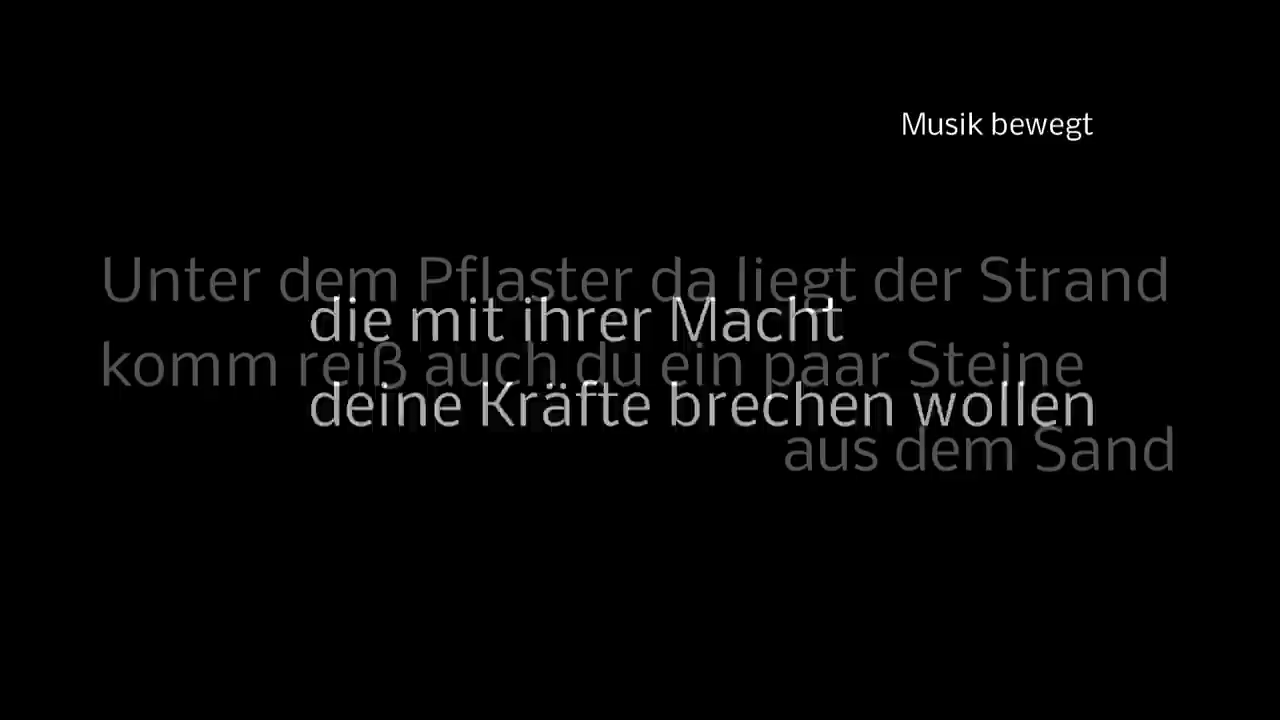 Musik bewegt
Unter dem Pflaster da liegt der Strand
die mit ihrer Macht
komm reiß auch du ein paar Steine
deine Kräfte brechen wollen
aus dem Sand